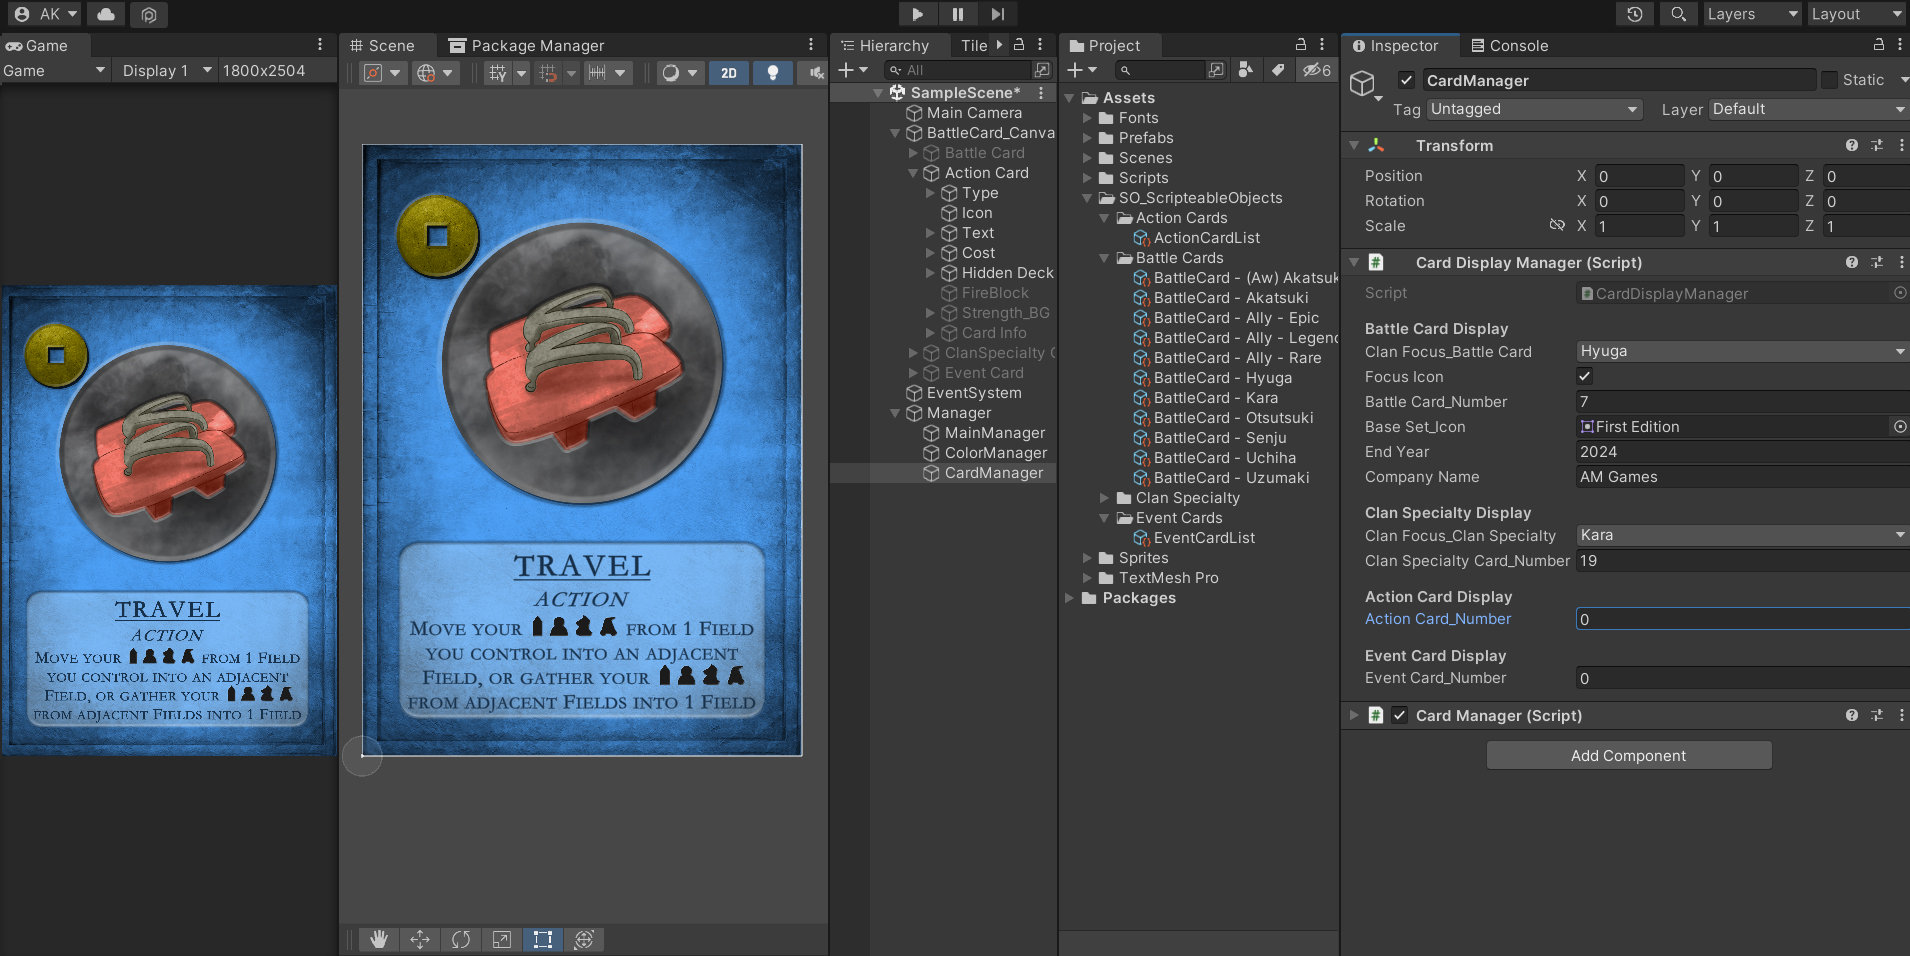 AK
Layers
Layout
Game
Game
Display 1
1800x2504
TRAVEL
ACTION
MOVE YOUR FROM 1 FIELD
YOU CONTROL INTO AN ADJACENT
FIELD, OR GATHER YOUR
FROM ADJACENT FIELDS INTO 1 FIELD
Scene
Package Manager
2D
TRAVEL
ACTION
MOVE YOUR FROM 1 FIELD
YOU CONTROL INTO AN ADJACENT
FIELD, OR GATHER YOUR
FROM ADJACENT FIELDS INTO 1 FIELD
Hierarchy
Tile
All
SampleScene*
Main Camera
BattleCard_Canva
Battle Card
Action Card
Type
Icon
Text
Cost
Hidden Deck
FireBlock
Strength_BG
Card Info
ClanSpecialty C
Event Card
EventSystem
Manager
MainManager
ColorManager
CardManager
Project
6
Assets
Fonts
Prefabs
Scenes
Scripts
SO_ScripteableObjects
Action Cards
ActionCardList
Battle Cards
BattleCard - (Aw) Akatsuk
BattleCard - Akatsuki
BattleCard - Ally - Epic
BattleCard - Ally - Legend
BattleCard - Ally - Rare
BattleCard - Hyuga
BattleCard - Kara
BattleCard - Otsutsuki
BattleCard - Senju
BattleCard - Uchiha
BattleCard - Uzumaki
Clan Specialty
Event Cards
EventCardList
Sprites
TextMesh Pro
Packages
Inspector
Console
CardManager
Static
Tag Untagged
Layer Default
Transform
Position X 0 Y 0 Z 0
Rotation X 0 Y 0 Z 0
Scale X 1 Y 1 Z 1
Card Display Manager (Script)
Script CardDisplayManager
Battle Card Display
Clan Focus_Battle Card Hyuga
Focus Icon
Battle Card_Number 7
Base Set_Icon First Edition
End Year 2024
Company Name AM Games
Clan Specialty Display
Clan Focus_Clan Specialty Kara
Clan Specialty Card_Number 19
Action Card Display
Action Card_Number 0
Event Card Display
Event Card_Number 0
Card Manager (Script)
Add Component